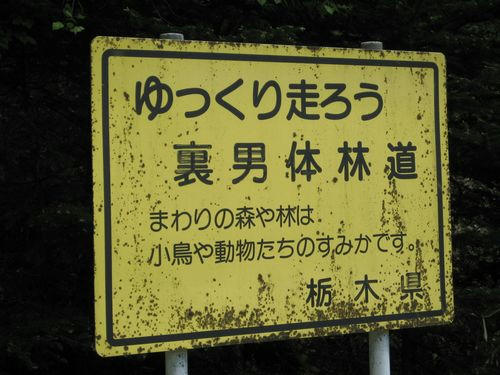 ゆっくり走ろう
裏男体林道
まわりの森や林は
小鳥や動物たちのすみかです。
栃木県